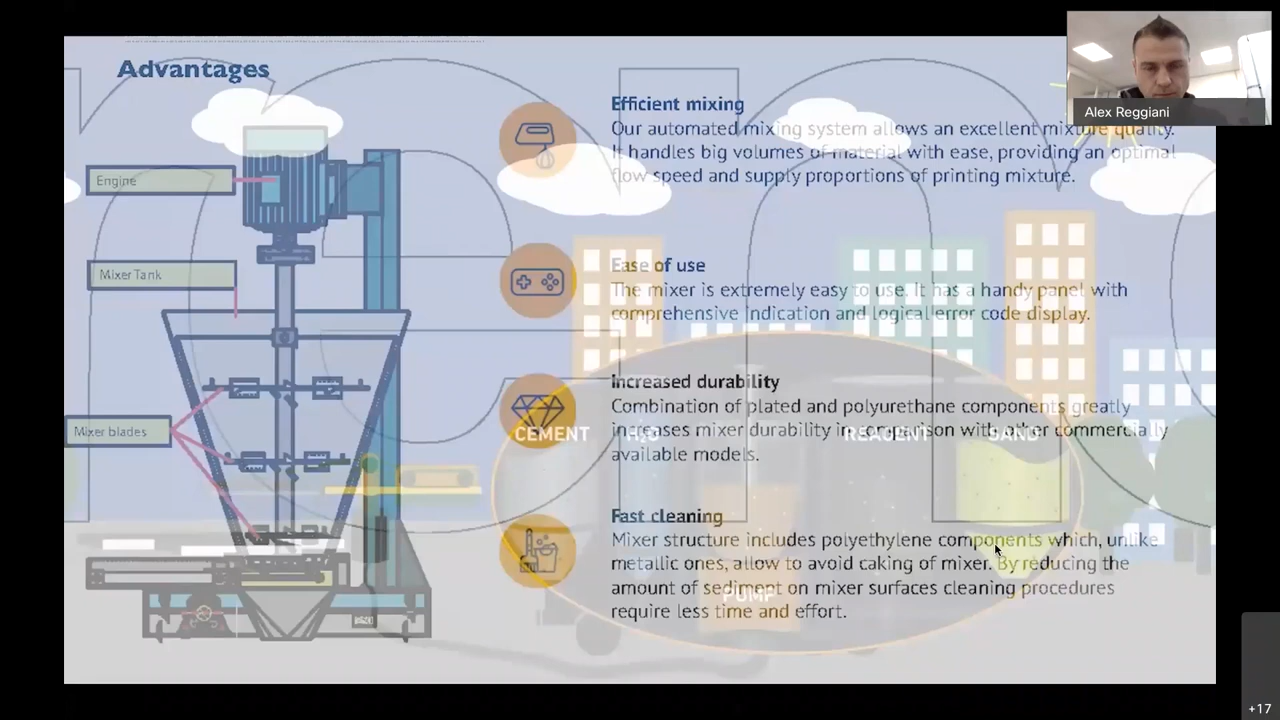 Advantages
Alex Reggiani
Engine
Mixer Tank
Mixer blades
Efficient mixing
Our automated mixing system allows an excellent mixture quality.
It handles big volumes of material with ease, providing an optimal
flow speed and supply proportions of printing mixture.
Ease of use
The mixer is extremely easy to use. It has a handy panel with
comprehensive indication and logical error code display.
Increased durability
Combination of plated and polyurethane components greatly
increases mixer durability in comparison with other commercially
available models.
CEMENT H2O REAGENT SAND
Fast cleaning
Mixer structure includes polyethylene components which, unlike
metallic ones, allow to avoid caking of mixer. By reducing the
amount of sediment on mixer surfaces cleaning procedures
require less time and effort.
PUMP
+17